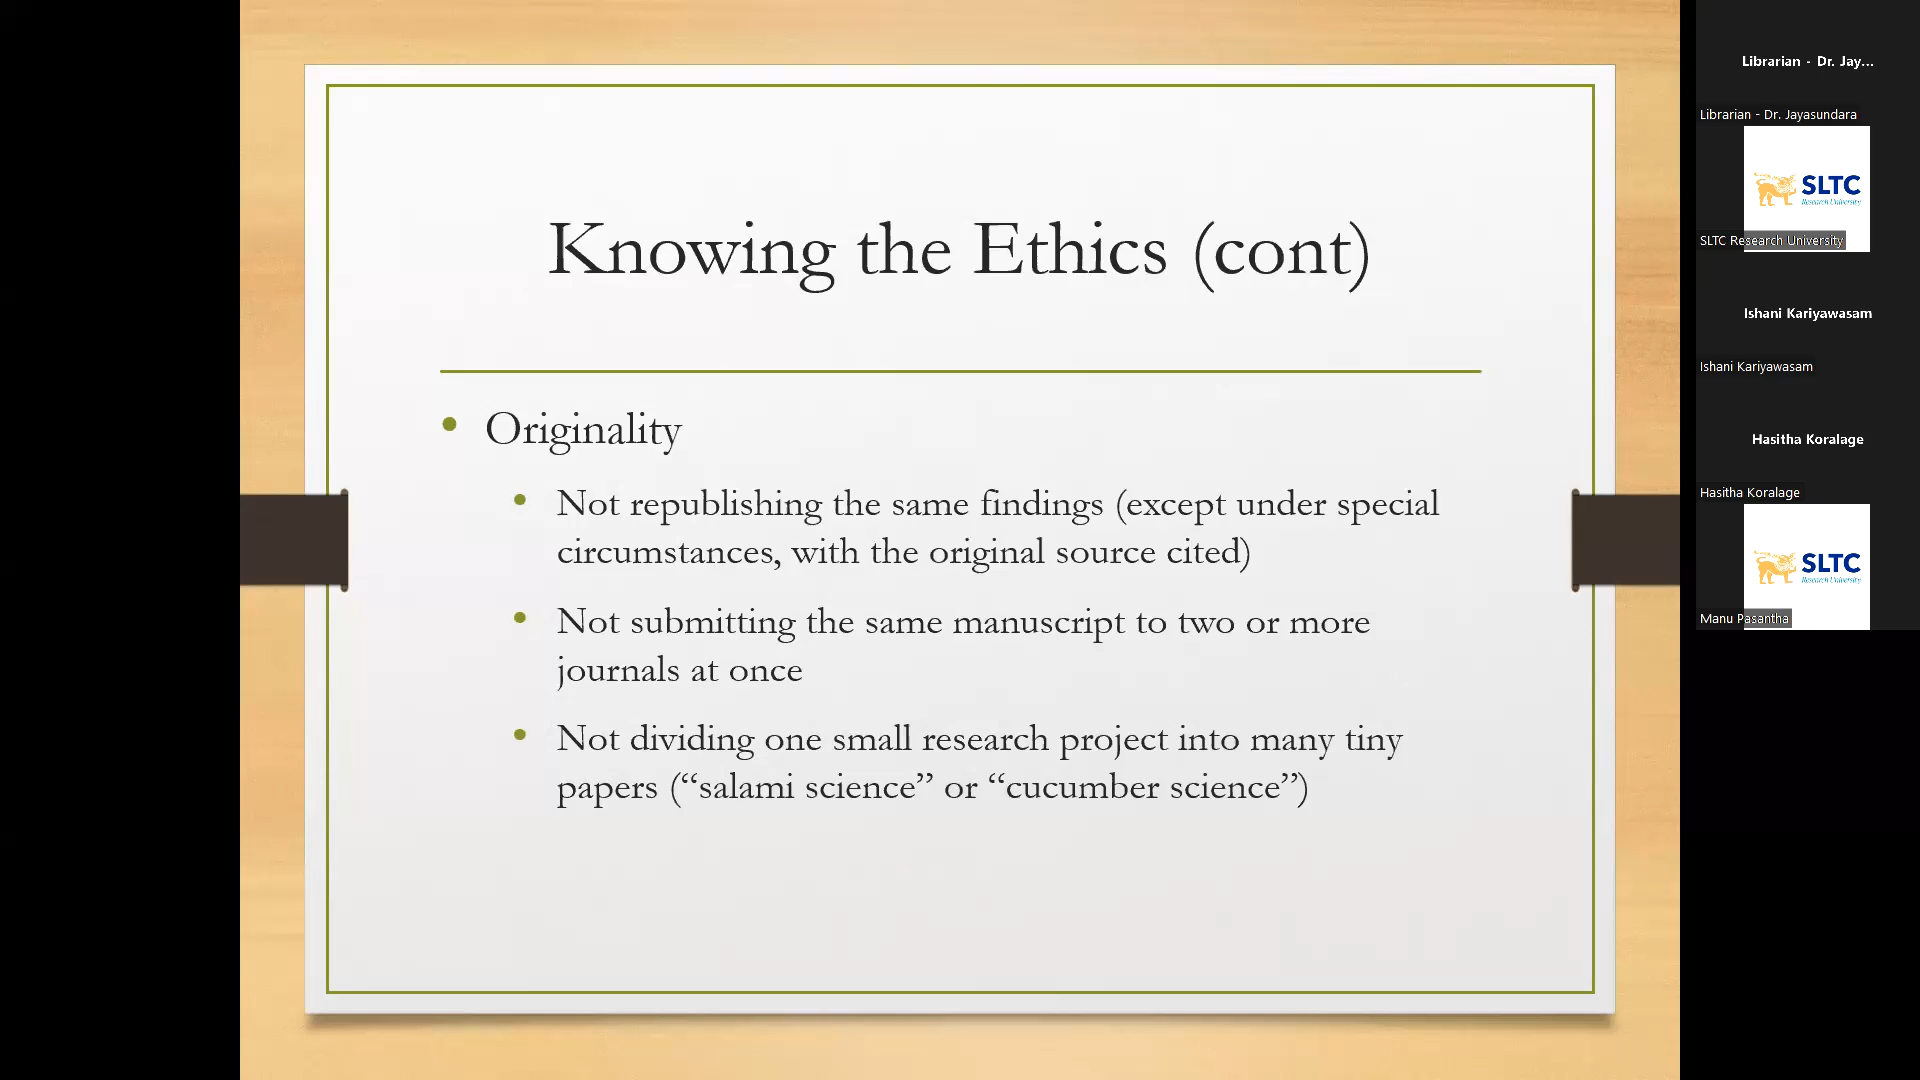 Knowing the Ethics (cont)
Originality
Not republishing the same findings (except under special
circumstances, with the original source cited)
Not submitting the same manuscript to two or more
journals at once
Not dividing one small research project into many tiny
papers (“salami science” or “cucumber science”)
Librarian - Dr. Jay...
Librarian - Dr. Jayasundara
SLTC
Research University
SLTC Research University
Ishani Kariyawasam
Ishani Kariyawasam
Hasitha Koralage
Hasitha Koralage
SLTC
Research University
Manu Pasantha